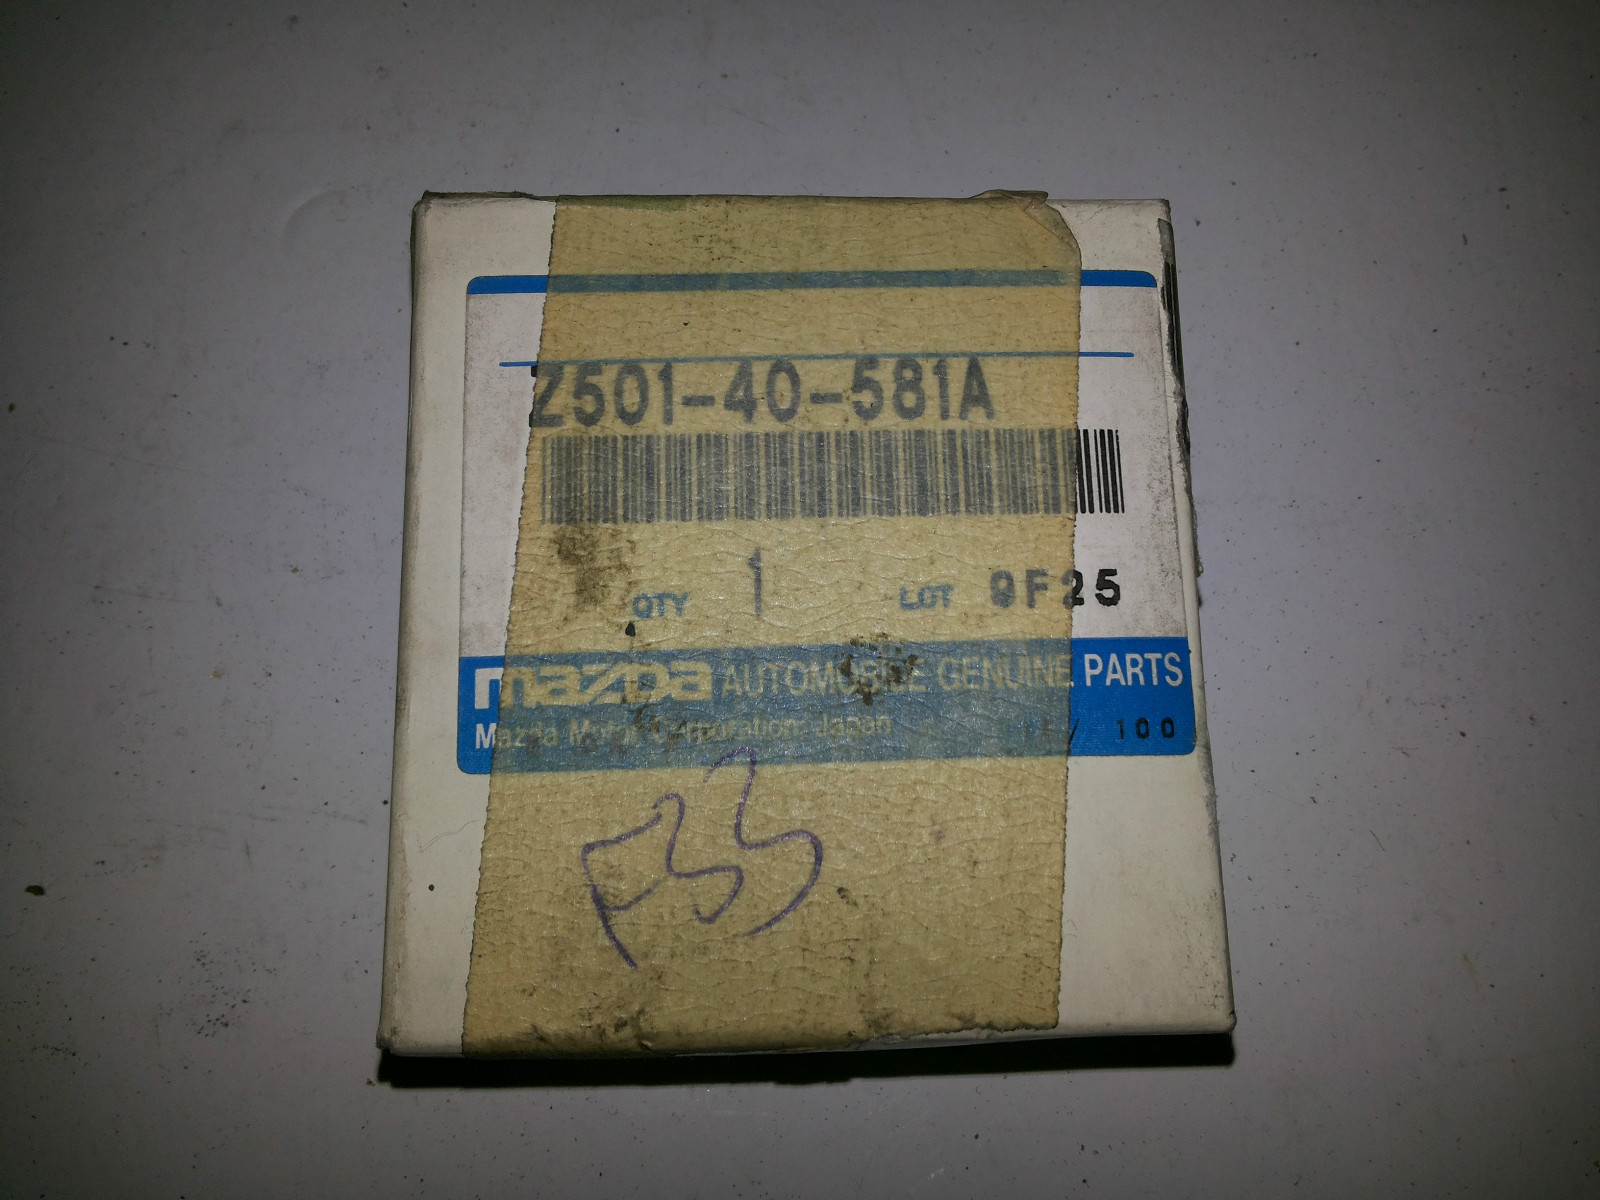 Z501-40-581A
QTY 1 LOT 9F25
mazda AUTOMOBILE GENUINE PARTS
Mazda Motor Corporation, Japan / 100
F33